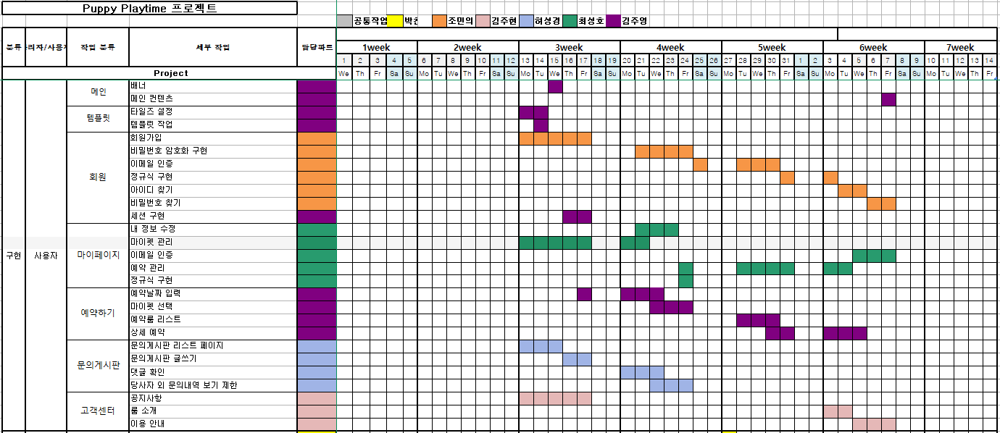 Puppy Playtime 프로젝트
공통작업 조민의 김주현 허성경 최성호 김주영
분류 작업 분류 세부 작업 담당파트
1week 2week 3week 4week 5week 6week 7week
1 2 3 4 5 6 7 8 9 10 11 12 13 14 15 16 17 18 19 20 21 22 23 24 25 26 27 28 29 30 31 1 2 3 4 5 6 7 8 9 10 11 12 13 14
Project We Th Fr Sa Su Mo Tu We Th Fr Sa Su Mo Tu We Th Fr Sa Su Mo Tu We Th Fr Sa Su Mo Tu We Th Fr Sa Su Mo Tu We Th Fr Sa Su Mo Tu We Th Fr
구현
사용자
메인
배너
메인 컨텐츠
템플릿
타일즈 설정
템플릿 작업
회원
회원가입
비밀번호 암호화 구현
이메일 인증
정규식 구현
아이디 찾기
비밀번호 찾기
세션 구현
마이페이지
내 정보 수정
마이펫 관리
이메일 인증
예약 관리
정규식 구현
예약하기
예약날짜 입력
마이펫 선택
예약룸 리스트
상세 예약
문의게시판
문의게시판 리스트 페이지
문의게시판 글쓰기
댓글 확인
당사자 외 문의내역 보기 제한
고객센터
공지사항
룸 소개
이용 안내